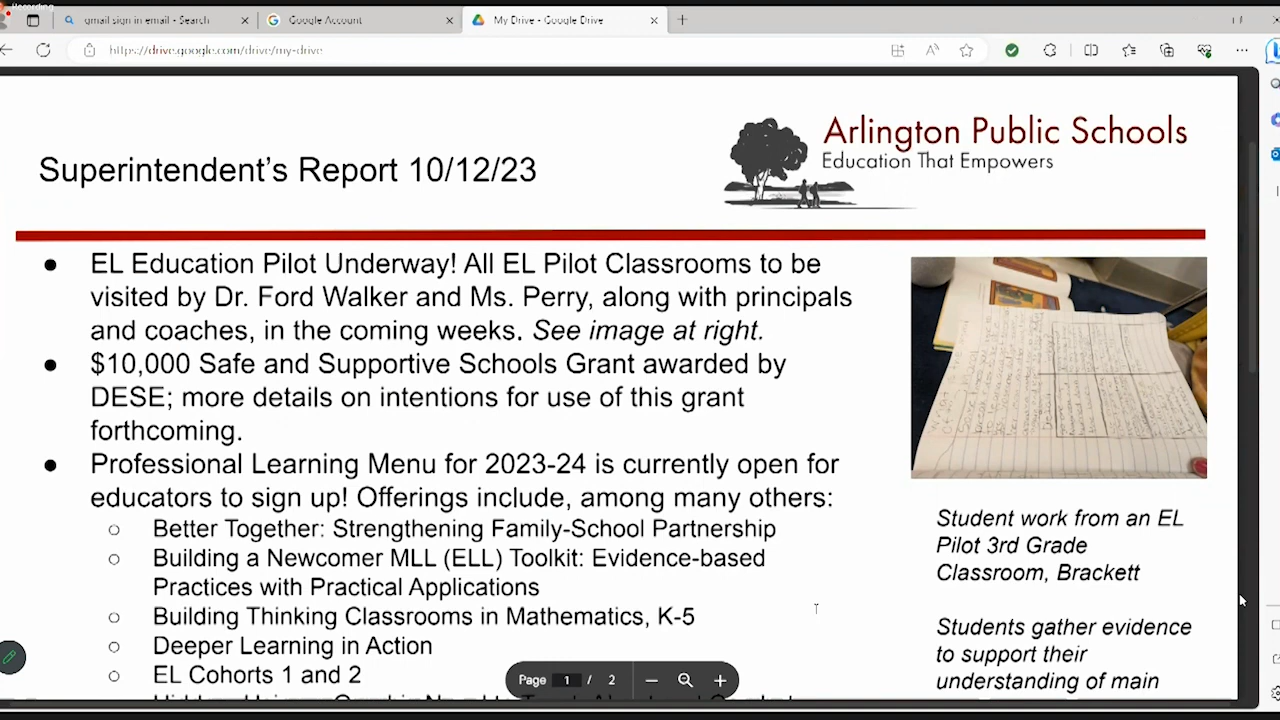 Recording
gmail sign in email - Search
Google Account
My Drive - Google Drive
https://drive.google.com/drive/my-drive
Arlington Public Schools
Education That Empowers
Superintendent's Report 10/12/23
● EL Education Pilot Underway! All EL Pilot Classrooms to be
visited by Dr. Ford Walker and Ms. Perry, along with principals
and coaches, in the coming weeks. See image at right.
● $10,000 Safe and Supportive Schools Grant awarded by
DESE; more details on intentions for use of this grant
forthcoming.
● Professional Learning Menu for 2023-24 is currently open for
educators to sign up! Offerings include, among many others:
○ Better Together: Strengthening Family-School Partnership
○ Building a Newcomer MLL (ELL) Toolkit: Evidence-based
Practices with Practical Applications
○ Building Thinking Classrooms in Mathematics, K-5
○ Deeper Learning in Action
○ EL Cohorts 1 and 2
Student work from an EL
Pilot 3rd Grade
Classroom, Brackett
Students gather evidence
to support their
understanding of main
Page 1 / 2